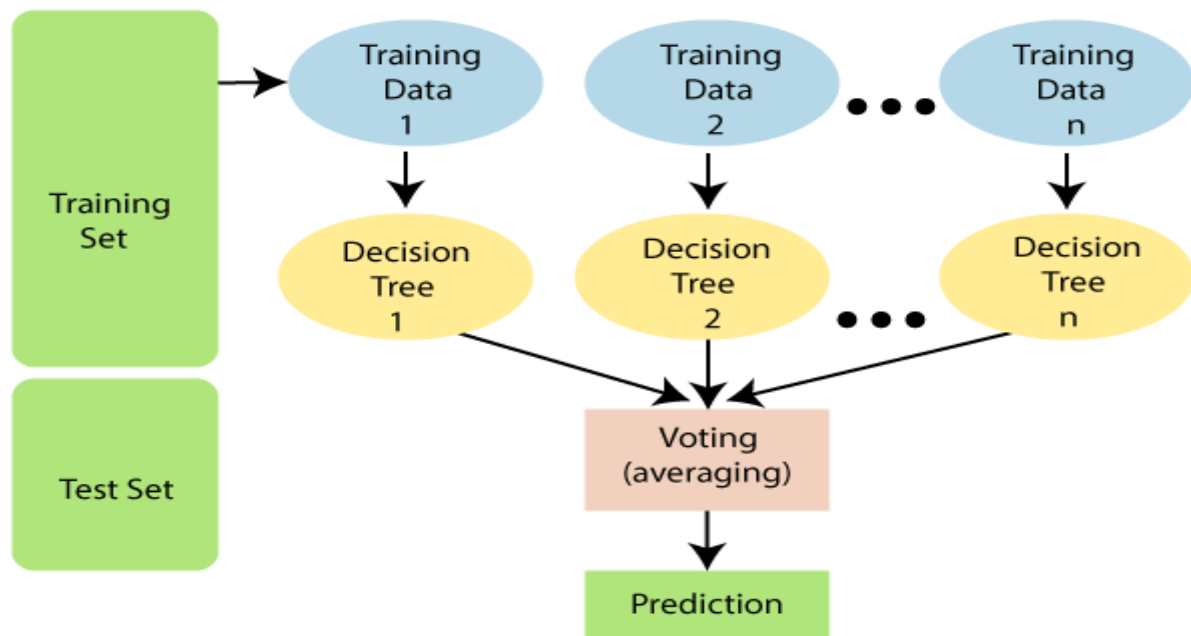 Training
Set
Training
Data
1
Training
Data
2
Training
Data
n
Decision
Tree
1
Decision
Tree
2
Decision
Tree
n
Test Set
Voting
(averaging)
Prediction